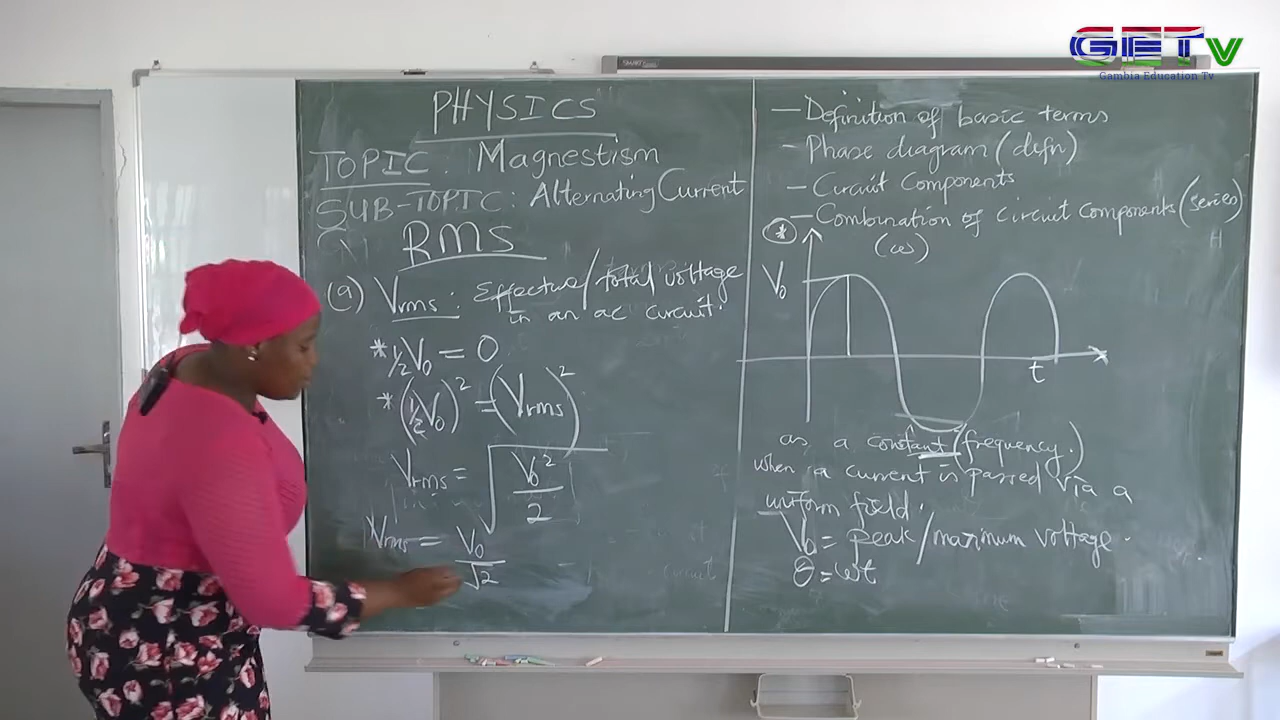 GETv
Gambia Education Tv
SMART
PHYSICS
TOPIC: Magnestism
SUB-TOPIC: Alternating Current
RMS
(a) Vrms: Effective/total voltage
in an ac circuit.
*½V₀ = 0
*(½V₀)² = (Vrms)²
Vrms = √(V₀²/2)
Vrms = V₀/√2
— Definition of basic terms
- Phase diagram (defn)
- Circuit Components
- Combination of circuit components (series)
* (ω)
V₀
t
as a constant (frequency.)
when a current is passed via a
uniform field.
V₀ = peak/maximum voltage.
θ = ωt